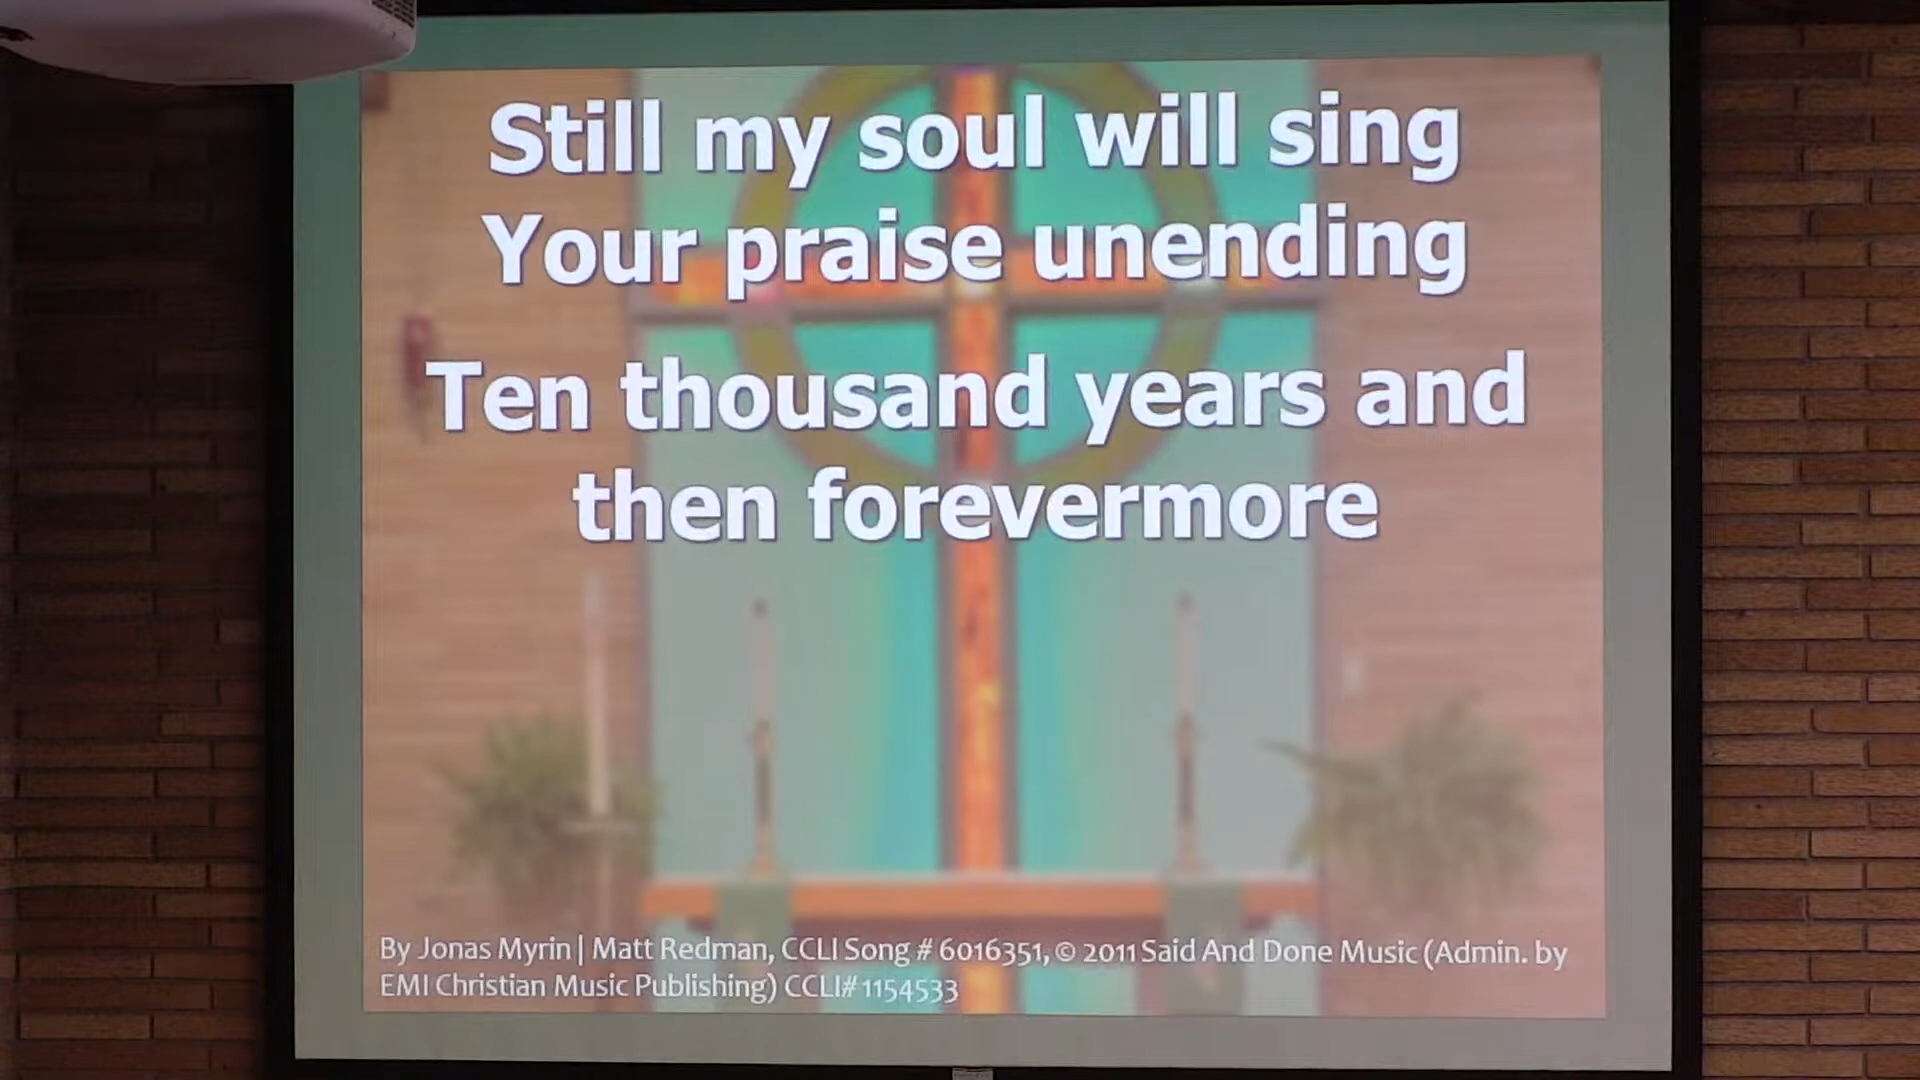 Still my soul will sing
Your praise unending
Ten thousand years and
then forevermore
By Jonas Myrin | Matt Redman, CCLI Song # 6016351, © 2011 Said And Done Music (Admin. by
EMI Christian Music Publishing) CCLI# 1154533